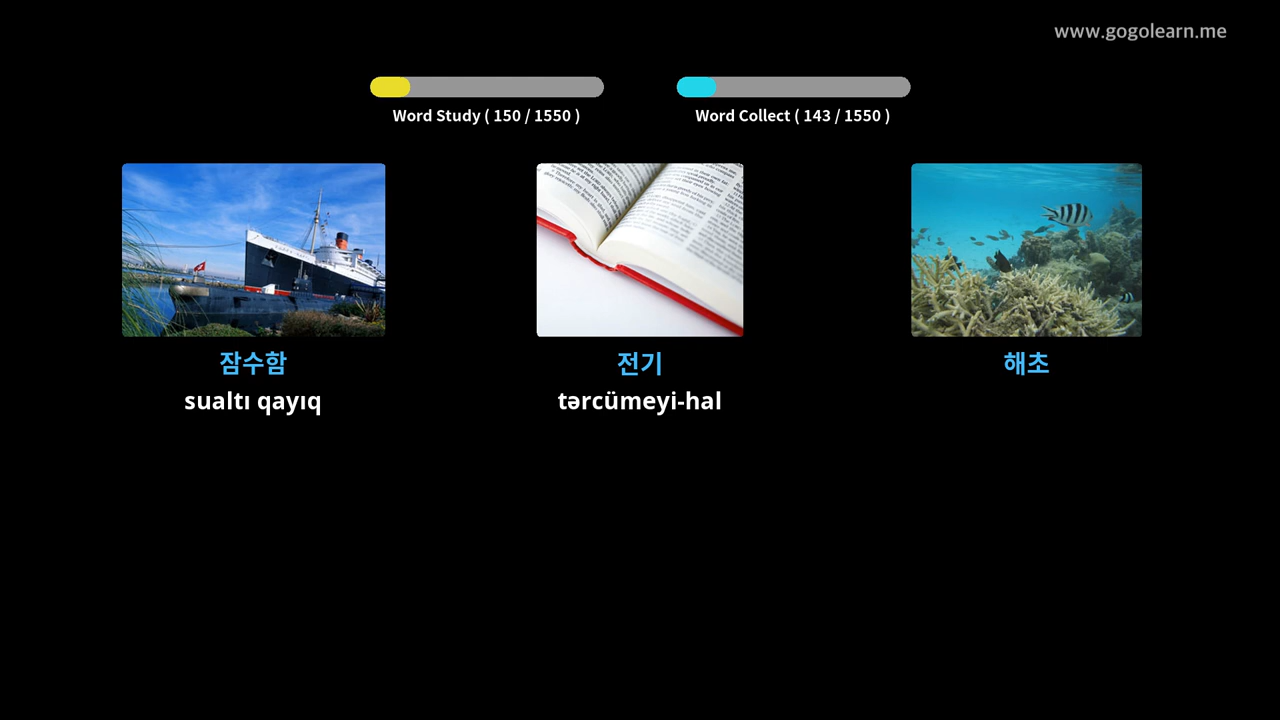 www.gogolearn.me
Word Study ( 150 / 1550 )
Word Collect ( 143 / 1550 )
잠수함
전기
해초
sualtı qayıq
tərcümeyi-hal